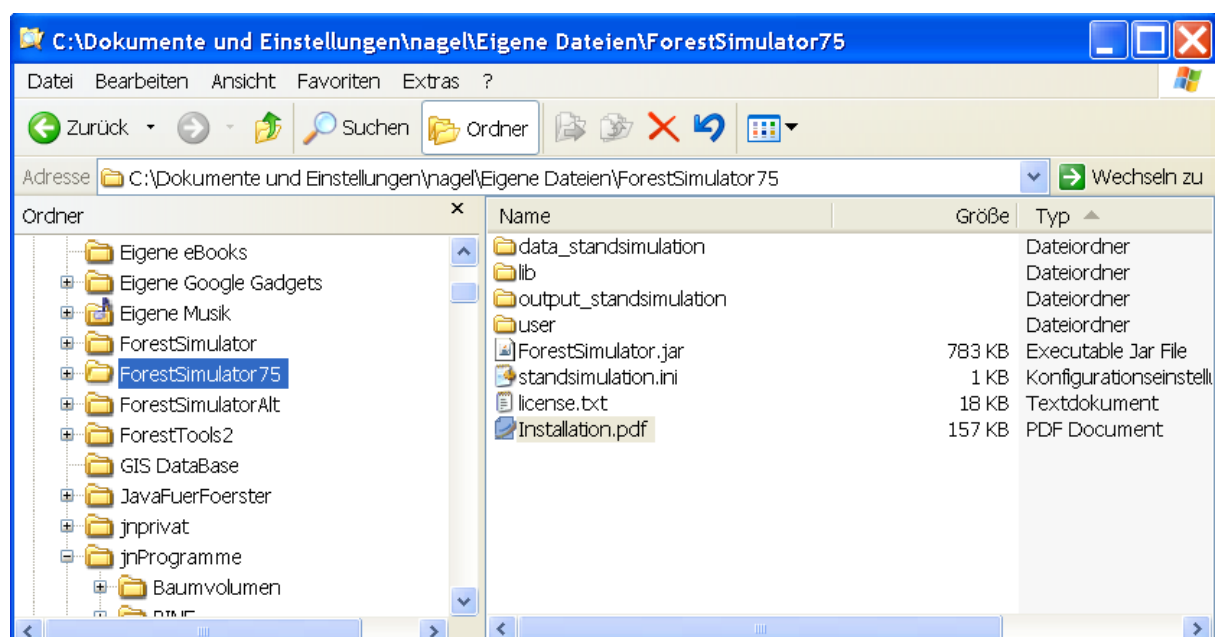 C:\Dokumente und Einstellungen\nagel\Eigene Dateien\ForestSimulator75
Datei Bearbeiten Ansicht Favoriten Extras ?
Zurück Suchen Ordner
Adresse C:\Dokumente und Einstellungen\nagel\Eigene Dateien\ForestSimulator75 Wechseln zu
Ordner
Eigene eBooks
Eigene Google Gadgets
Eigene Musik
ForestSimulator
ForestSimulator75
ForestSimulatorAlt
ForestTools2
GIS DataBase
JavaFuerFoerster
jnprivat
jnProgramme
Baumvolumen
Name Größe Typ
data_standsimulation Dateiordner
lib Dateiordner
output_standsimulation Dateiordner
user Dateiordner
ForestSimulator.jar 783 KB Executable Jar File
standsimulation.ini 1 KB Konfigurationseinstell
license.txt 18 KB Textdokument
Installation.pdf 157 KB PDF Document